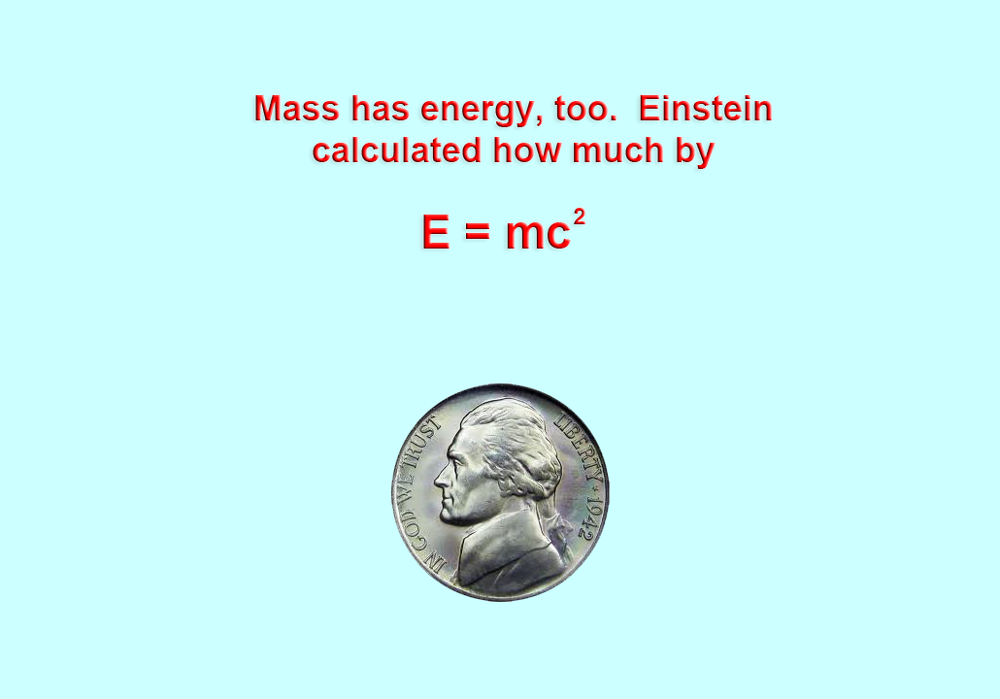 Mass has energy, too.  Einstein
calculated how much by
E = mc²
IN GOD WE TRUST
LIBERTY * 1942